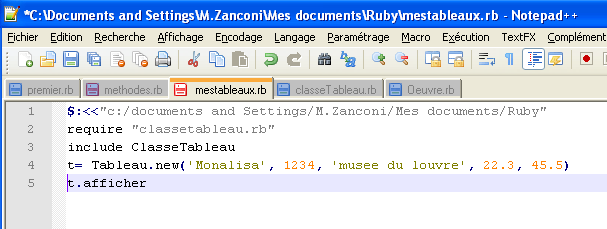 *C:\Documents and Settings\M.Zanconi\Mes documents\Ruby\mestableaux.rb - Notepad++
Fichier Edition Recherche Affichage Encodage Langage Paramétrage Macro Exécution TextFX Complément
premier.rb methodes.rb mestableaux.rb classeTableau.rb Oeuvre.rb
1 $:<<"c:/documents and Settings/M.Zanconi/Mes documents/Ruby"
2 require "classetableau.rb"
3 include ClasseTableau
4 t= Tableau.new('Monalisa', 1234, 'musee du louvre', 22.3, 45.5)
5 t.afficher